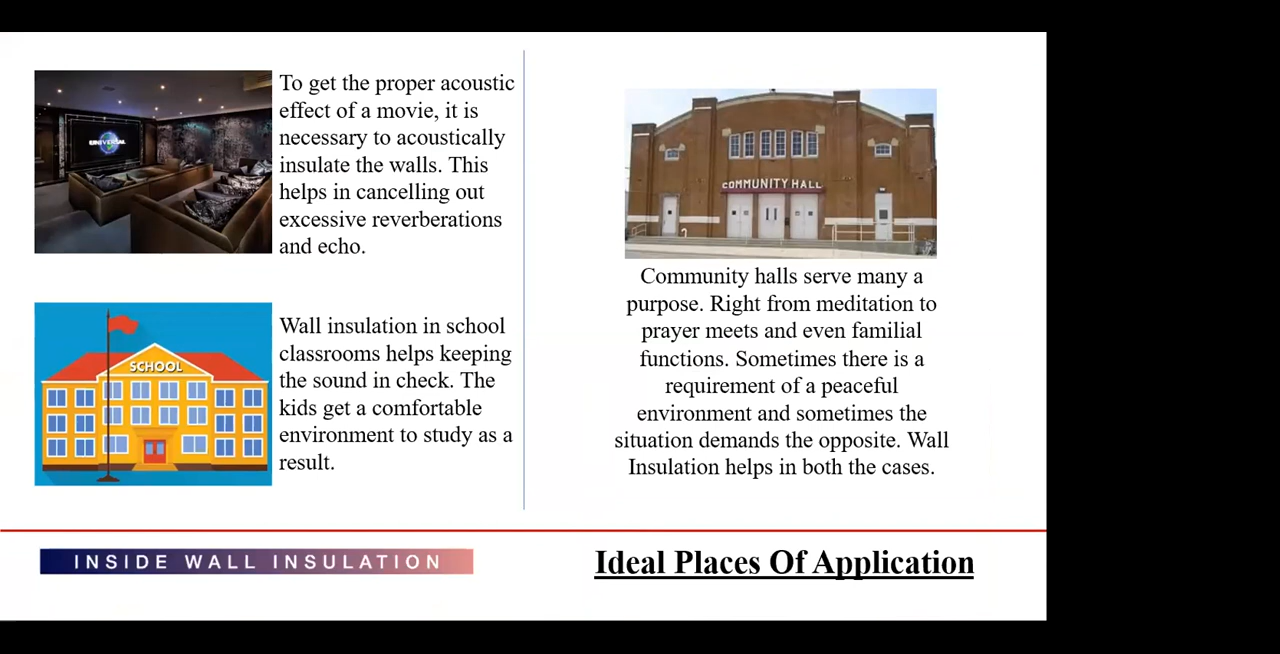 UNIVERSAL
To get the proper acoustic
effect of a movie, it is
necessary to acoustically
insulate the walls. This
helps in cancelling out
excessive reverberations
and echo.
SCHOOL
Wall insulation in school
classrooms helps keeping
the sound in check. The
kids get a comfortable
environment to study as a
result.
COMMUNITY HALL
Community halls serve many a
purpose. Right from meditation to
prayer meets and even familial
functions. Sometimes there is a
requirement of a peaceful
environment and sometimes the
situation demands the opposite. Wall
Insulation helps in both the cases.
INSIDE WALL INSULATION
Ideal Places Of Application